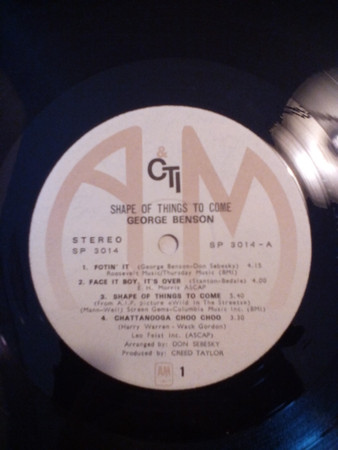 A&M
CTI
SHAPE OF THINGS TO COME
GEORGE BENSON
STEREO
SP 3014
SP 3014-A
1. FOTIN' IT (George Benson-Don Sebesky) 4.15
Roosevelt Music/Thursday Music (BMI)
2. FACE IT BOY, IT'S OVER (Stanton-Badale) 4.00
E. H. Morris ASCAP
3. SHAPE OF THINGS TO COME 5.40
(From A.I.P. picture «Wild In The Streets»)
(Mann-Weil) Screen Gems-Columbia Music Inc. (BMI)
4. CHATTANOOGA CHOO CHOO 3.30
(Harry Warren-Mack Gordon)
Leo Feist Inc. (ASCAP)
Arranged by: DON SEBESKY
Produced by: CREED TAYLOR
A&M 1